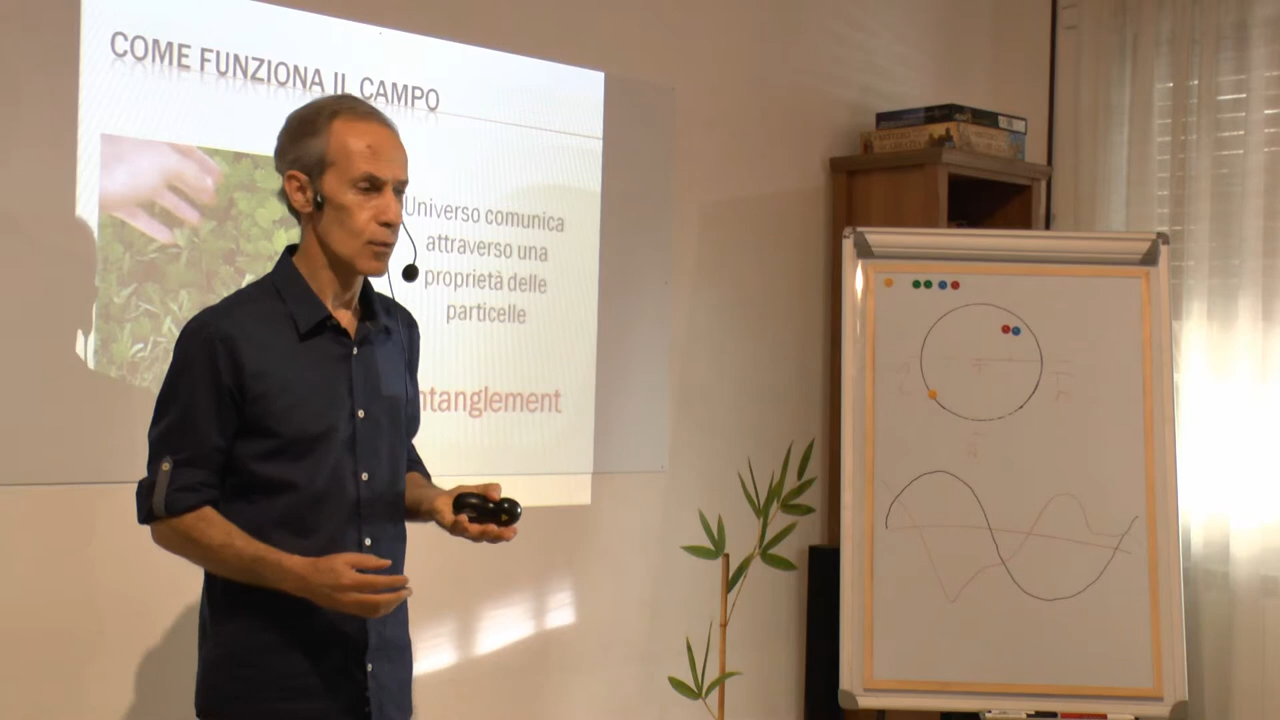 COME FUNZIONA IL CAMPO
Universo comunica
attraverso una
proprietà delle
particelle
ntanglement